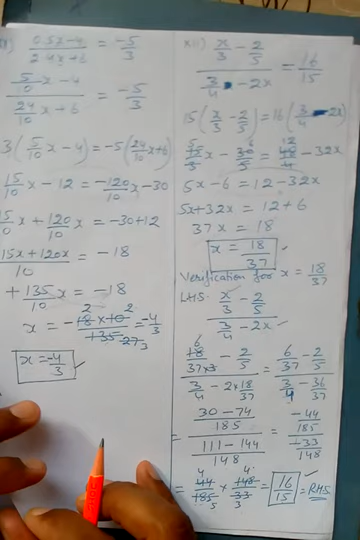 xi) (0.5x-4)/(2.4x+6) = -5/3
(5/10 x-4)/(24/10 x+6) = -5/3
3(5/10 x-4) = -5(24/10 x+6)
15/10 x - 12 = -120/10 x - 30
15/10 x + 120/10 x = -30+12
(15x+120x)/10 = -18
+135/10 x = -18
x = -(18×10)/135 = -4/3
x = -4/3
xii) (x/3 - 2/5)/(3/4 - 2x) = 16/15
15(x/3 - 2/5) = 16(3/4 - 2x)
15/3 x - 30/5 = 48/4 - 32x
5x - 6 = 12 - 32x
5x+32x = 12+6
37x = 18
x = 18/37
Verification for x = 18/37
LHS. (x/3 - 2/5)/(3/4 - 2x)
(18/(37×3) - 2/5)/(3/4 - 2×18/37) = (6/37 - 2/5)/(3/4 - 36/37)
= ((30-74)/185)/((111-144)/148) = (-44/185)/(-33/148)
= 44/185 × 148/33 = 16/15 = RHS